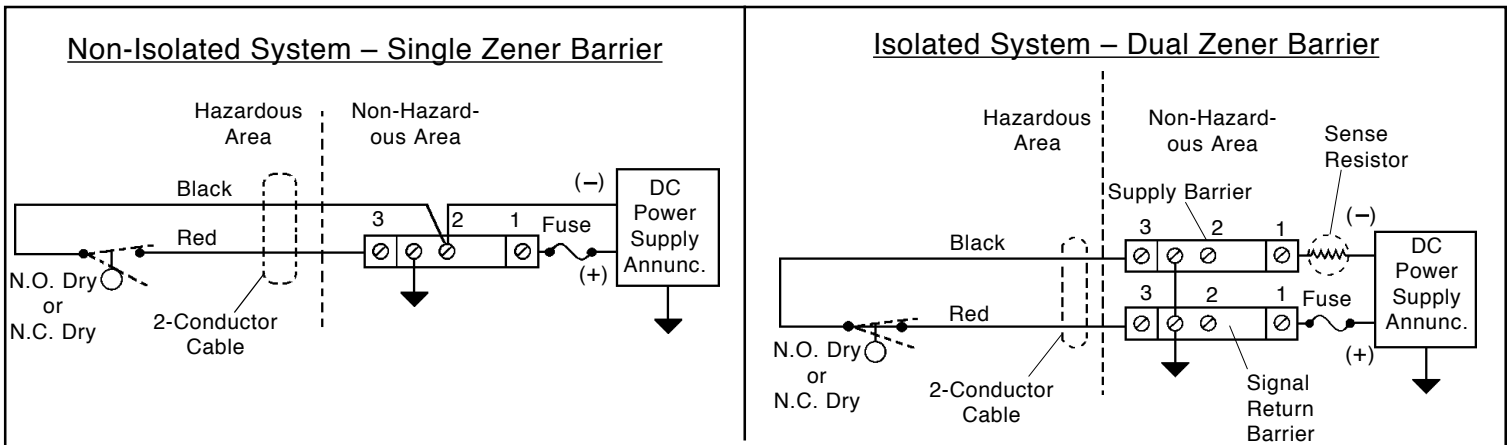 Non-Isolated System – Single Zener Barrier
Hazardous
Area
Non-Hazard-
ous Area
Black
Red
3
2
1
Fuse
(–)
(+)
DC
Power
Supply
Annunc.
N.O. Dry
or
N.C. Dry
2-Conductor
Cable
Isolated System – Dual Zener Barrier
Hazardous
Area
Non-Hazard-
ous Area
Sense
Resistor
Supply Barrier
3
2
1
(–)
Black
DC
Power
Supply
Annunc.
3
2
1
Fuse
Red
(+)
N.O. Dry
or
N.C. Dry
2-Conductor
Cable
Signal
Return
Barrier